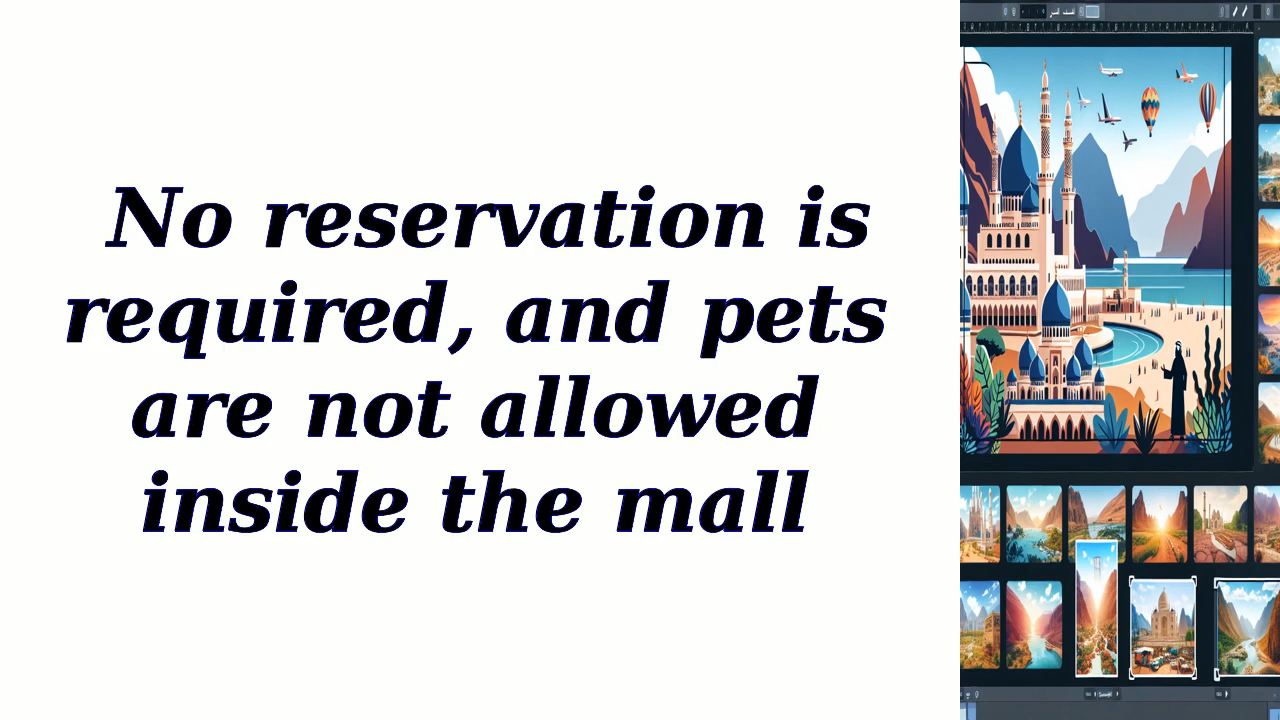 No reservation is
required, and pets
are not allowed
inside the mall